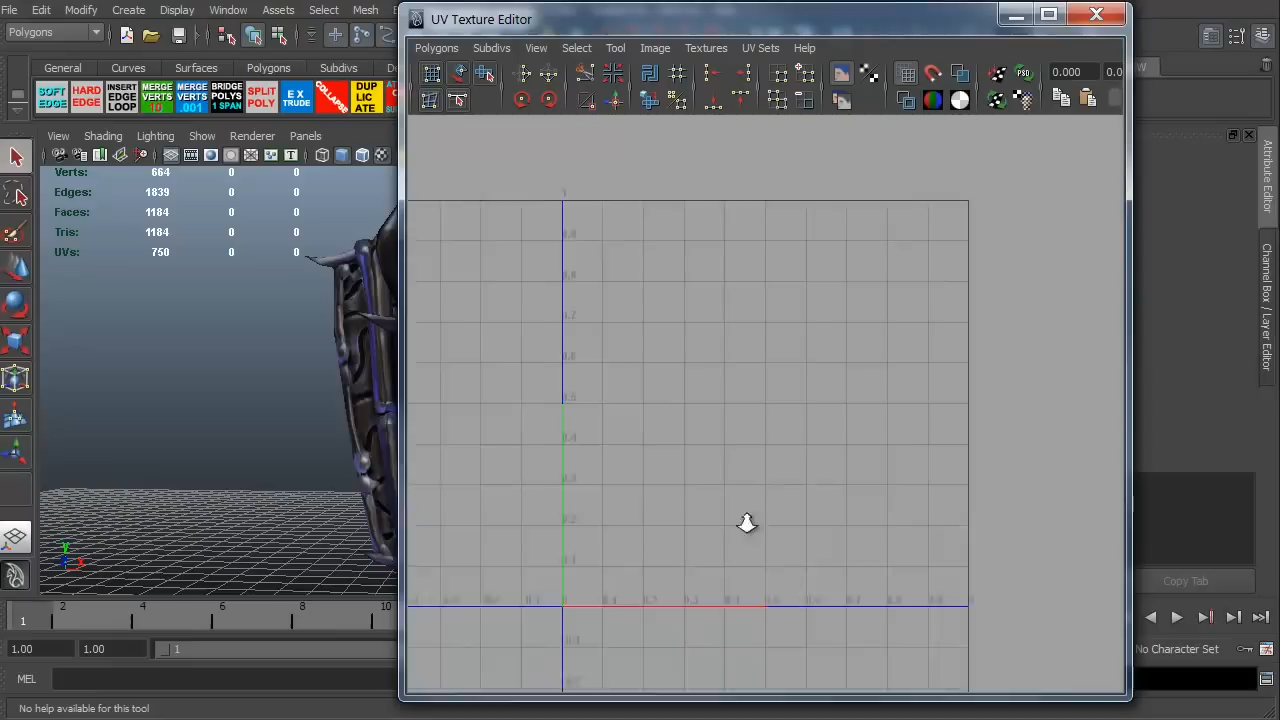 File Edit Modify Create Display Window Assets Select Mesh
UV Texture Editor
Polygons
Polygons Subdivs View Select Tool Image Textures UV Sets Help
General Curves Surfaces Polygons Subdivs
0.000 0.0
SOFT EDGE
HARD EDGE
INSERT EDGE LOOP
MERGE VERTS 10
MERGE VERTS .001
BRIDGE POLYS 1 SPAN
SPLIT POLY
EX TRUDE
COLLAPSE
DUP LIC ATE
View Shading Lighting Show Renderer Panels
Verts: 664 0 0
Edges: 1839 0 0
Faces: 1184 0 0
Tris: 1184 0 0
UVs: 750 0 0
Attribute Editor
Channel Box / Layer Editor
Copy Tab
y
x
1 2 4 6 8 10
1.00 1.00 1
No Character Set
MEL
No help available for this tool